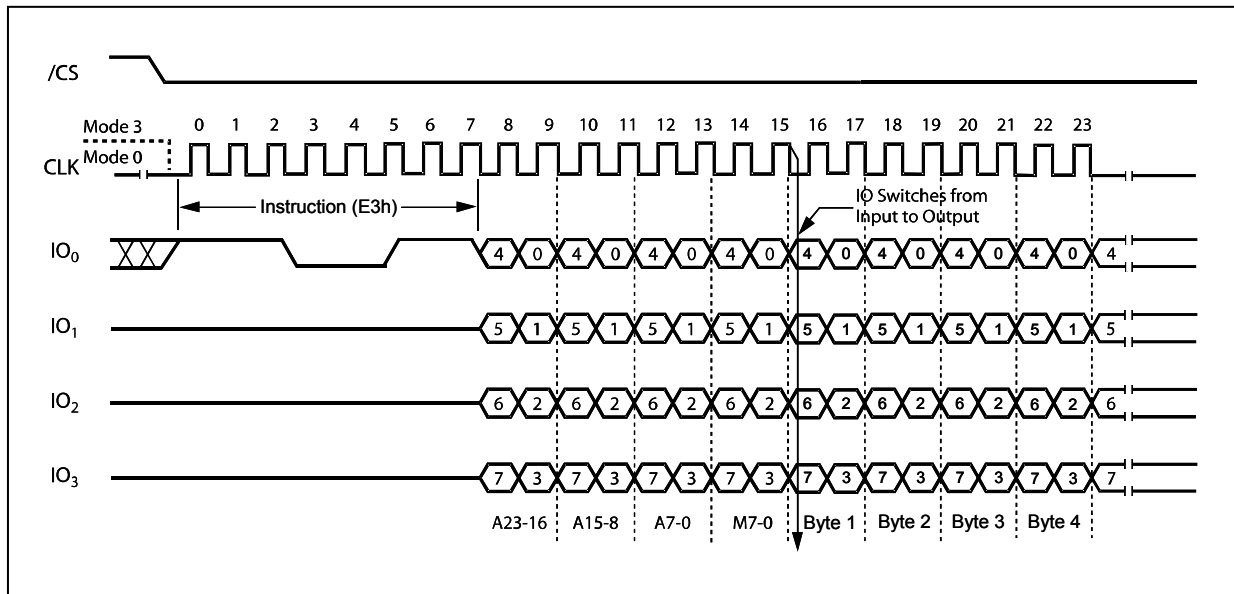 /CS
Mode 3
0 1 2 3 4 5 6 7 8 9 10 11 12 13 14 15 16 17 18 19 20 21 22 23
CLK
Mode 0
Instruction (E3h)
IO Switches from
Input to Output
IO0 4 0 4 0 4 0 4 0 4 0 4 0 4 0 4 0 4
IO1 5 1 5 1 5 1 5 1 5 1 5 1 5 1 5 1 5
IO2 6 2 6 2 6 2 6 2 6 2 6 2 6 2 6 2 6
IO3 7 3 7 3 7 3 7 3 7 3 7 3 7 3 7 3 7
A23-16 A15-8 A7-0 M7-0 Byte 1 Byte 2 Byte 3 Byte 4